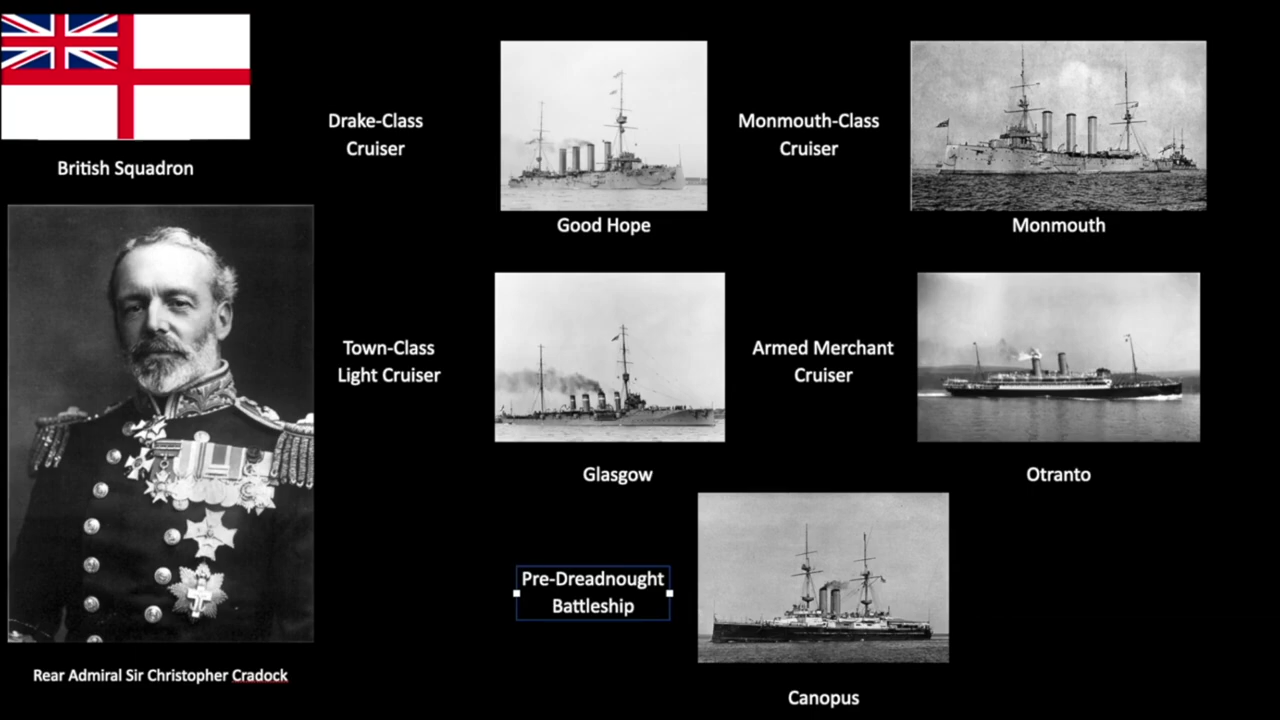 British Squadron
Drake-Class
Cruiser
Good Hope
Monmouth-Class
Cruiser
Monmouth
Town-Class
Light Cruiser
Glasgow
Armed Merchant
Cruiser
Otranto
Pre-Dreadnought
Battleship
Canopus
Rear Admiral Sir Christopher Cradock